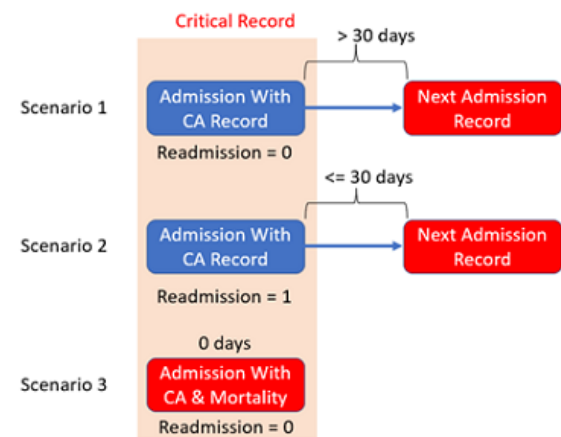 Critical Record
> 30 days
Scenario 1
Admission With
CA Record
Next Admission
Record
Readmission = 0
<= 30 days
Scenario 2
Admission With
CA Record
Next Admission
Record
Readmission = 1
0 days
Scenario 3
Admission With
CA & Mortality
Readmission = 0